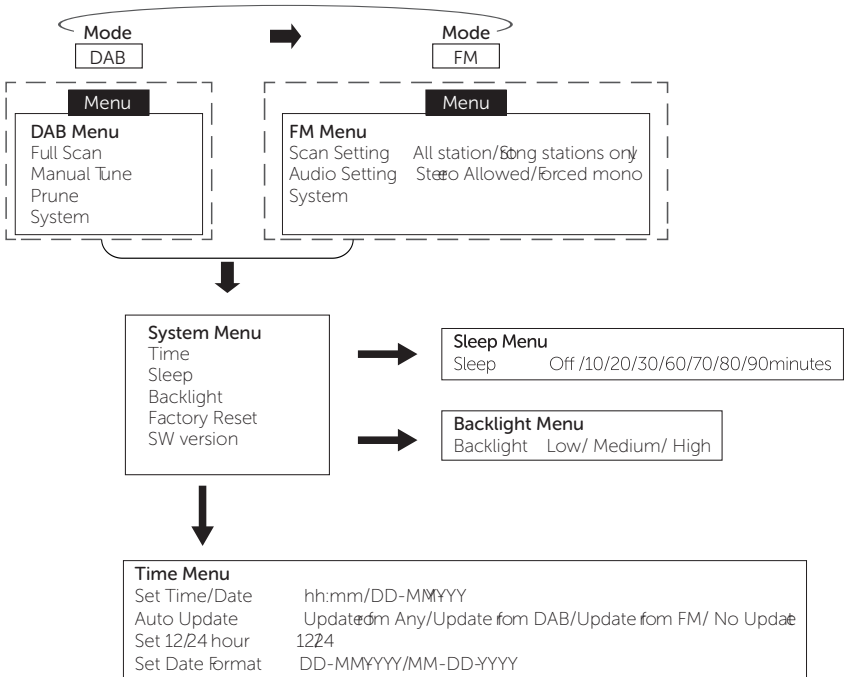 Mode
DAB
Mode
FM
Menu
DAB Menu
Full Scan
Manual Tune
Prune
System
Menu
FM Menu
Scan Setting All station/Strong stations only
Audio Setting Stereo Allowed/Forced mono
System
System Menu
Time
Sleep
Backlight
Factory Reset
SW version
Sleep Menu
Sleep Off /10/20/30/60/70/80/90minutes
Backlight Menu
Backlight Low/ Medium/ High
Time Menu
Set Time/Date hh:mm/DD-MM-YYYY
Auto Update Update from Any/Update from DAB/Update from FM/ No Update
Set 12/24 hour 12/24
Set Date Format DD-MM-YYYY/MM-DD-YYYY